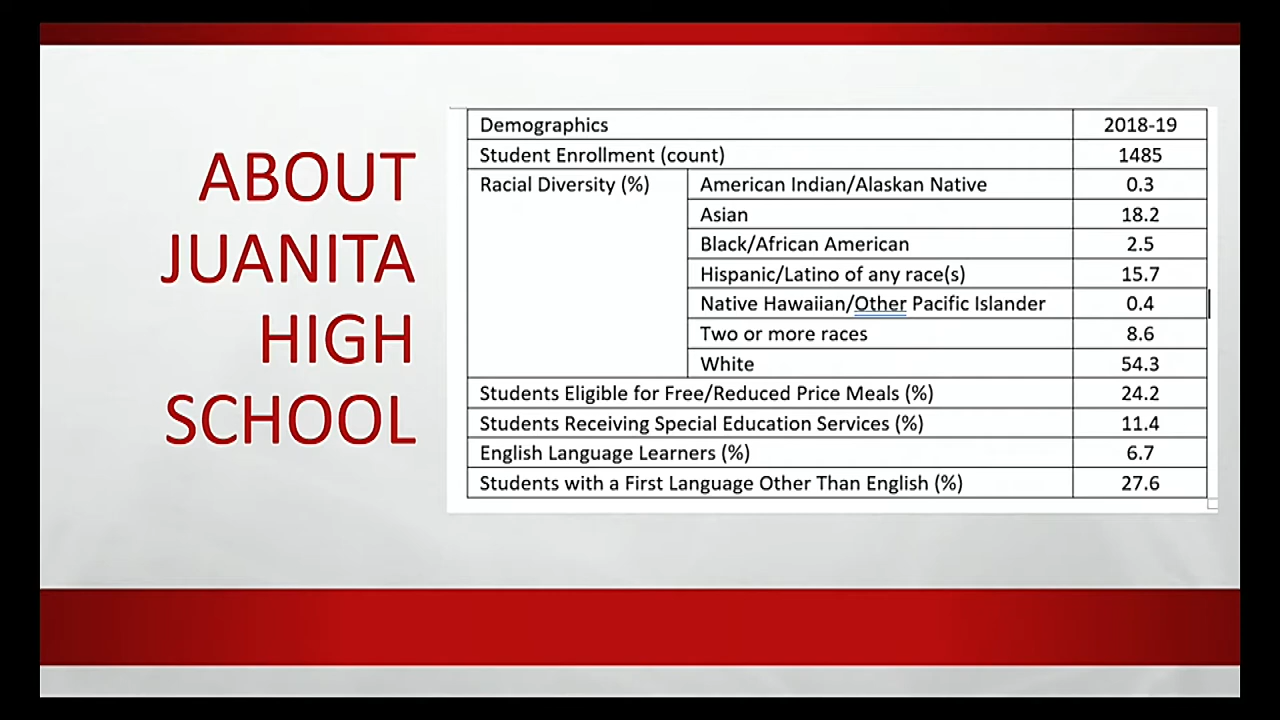 ABOUT
JUANITA
HIGH
SCHOOL
Demographics 2018-19
Student Enrollment (count) 1485
Racial Diversity (%) American Indian/Alaskan Native 0.3
Asian 18.2
Black/African American 2.5
Hispanic/Latino of any race(s) 15.7
Native Hawaiian/Other Pacific Islander 0.4
Two or more races 8.6
White 54.3
Students Eligible for Free/Reduced Price Meals (%) 24.2
Students Receiving Special Education Services (%) 11.4
English Language Learners (%) 6.7
Students with a First Language Other Than English (%) 27.6